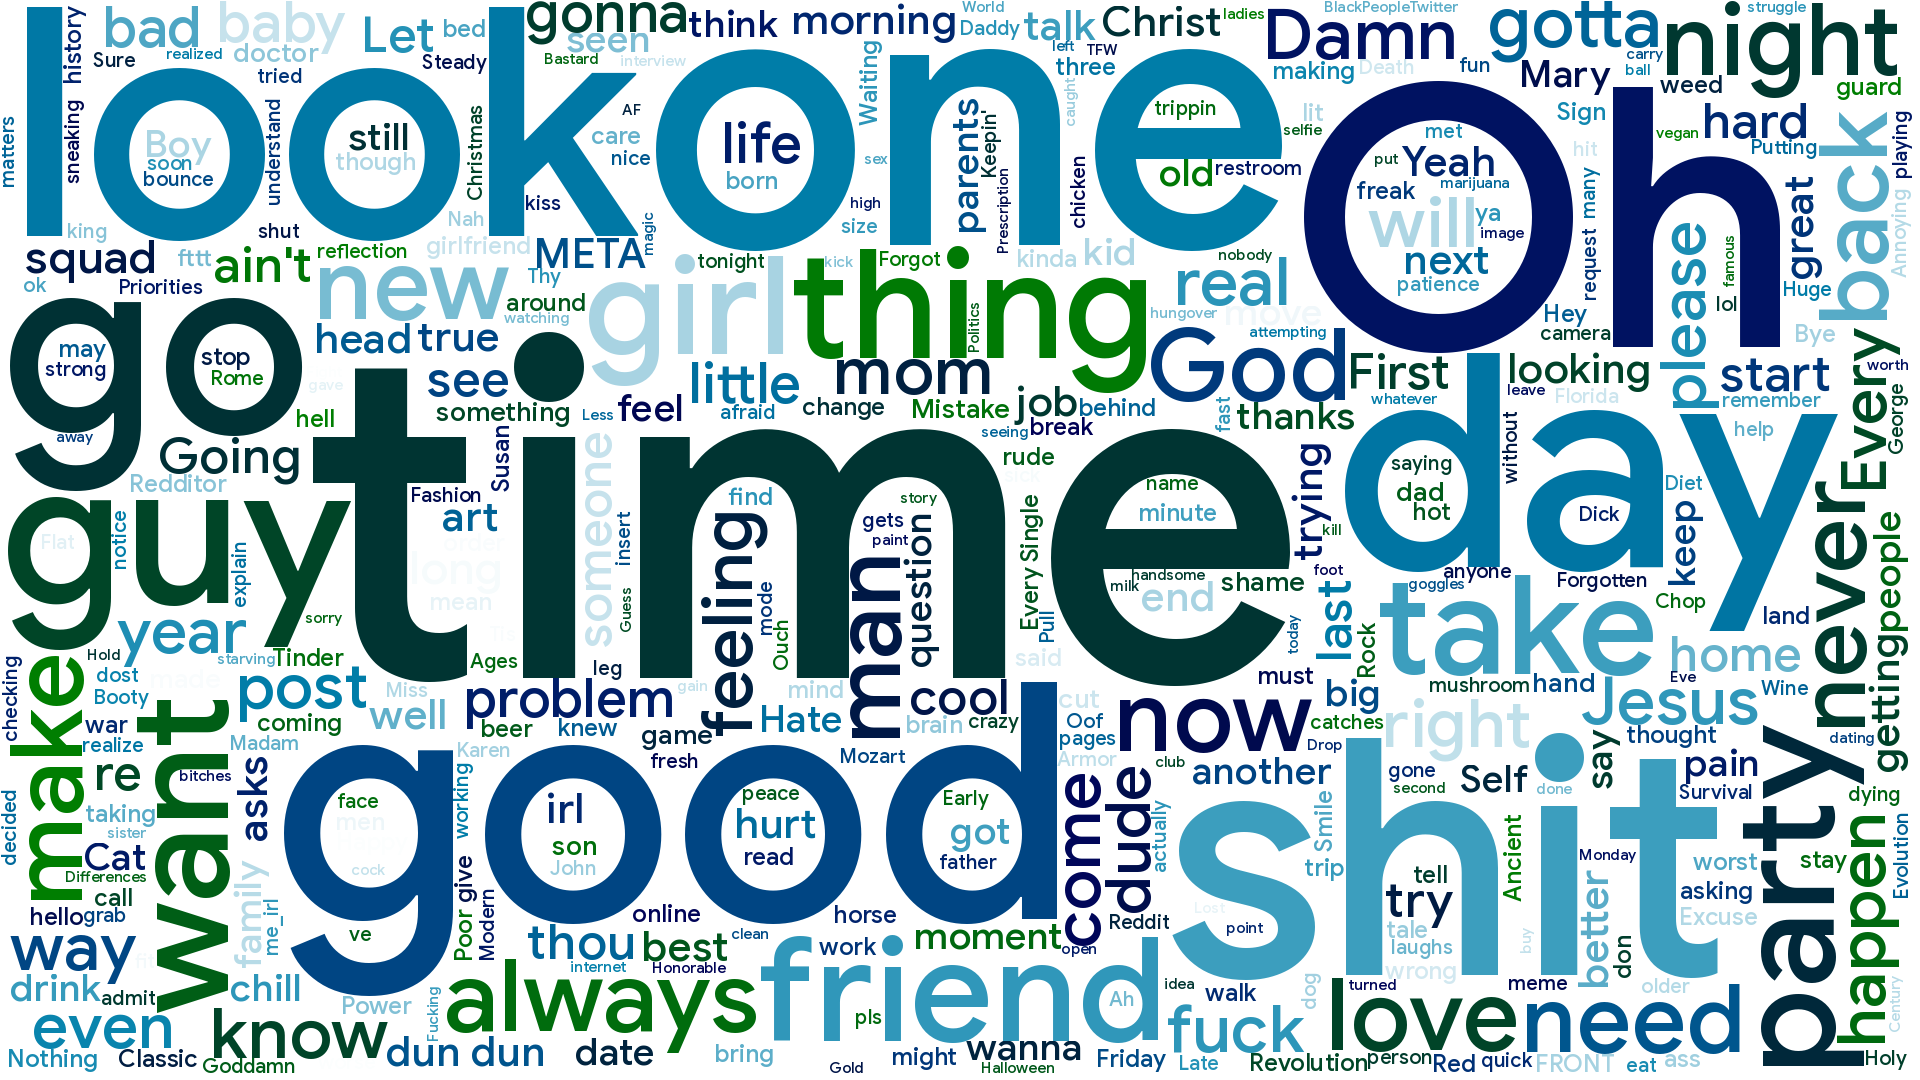 look
one
Oh
time
go
day
good
shit
guy
thing
girl
new
night
friend
take
always
party
want
make
never
back
God
Damn
gotta
gonna
bad
baby
Let
bed
doctor
Sure
realized
tried
history
sneaking
matters
understand
Steady
Christmas
seen
Bastard
interview
think
morning
World
Daddy
talk
left
TFW
three
Christ
ladies
BlackPeopleTwitter
making
Death
fun
Mary
struggle
carry
ball
weed
guard
Sign
hard
vegan
Putting
hit
playing
Annoying
Boy
soon
bounce
still
though
AF
care
nice
kiss
life
born
Waiting
sex
high
size
parents
Keepin'
Prescription
caught
chicken
trippin
old
restroom
selfie
lit
met
put
Yeah
freak
marijuana
will
ya
image
next
patience
request
many
please
famous
lol
great
Huge
Bye
king
shut
Nah
girlfriend
META
magic
squad
fttt
ain't
reflection
ok
Priorities
Thy
around
watching
tonight
kick
Forgot
Politics
kinda
kid
nobody
real
hungover
move
attempting
Hey
camera
head
true
may
strong
stop
Rome
gave
hell
see
something
Less
feel
little
afraid
mom
change
Mistake
job
behind
break
seeing
fast
thanks
First
whatever
looking
leave
Florida
start
remember
worth
George
Every
help
away
Going
Redditor
Susan
Fashion
art
someone
insert
Guess
find
feeling
mode
Ouch
gets
paint
man
story
question
rude
Every Single
Pull
name
minute
milk
handsome
end
shame
today
trying
kill
foot
last
Rock
saying
dad
hot
without
Dick
anyone
goggles
Forgotten
Diet
keep
Chop
land
people
getting
Flat
notice
explain
long
order
mean
sorry
year
starving
Tinder
Ages
leg
said
must
home
Eve
Wine
Jesus
mushroom
hand
checking
Hold
dost
Booty
made
post
Miss
coming
well
problem
beer
knew
gain
mind
Hate
brain
cool
crazy
cut
Oof
pages
Armor
now
big
catches
right
thought
say
dating
war
realize
Madam
Karen
game
fresh
Mozart
club
another
Drop
gone
second
Self
done
pain
Survival
dying
re
bitches
asks
working
face
men
cock
irl
son
John
peace
hurt
read
Early
got
father
come
dude
actually
Smile
trip
tell
try
tale
laughs
wrong
Ancient
Monday
better
worst
asking
Excuse
stay
Evolution
decided
taking
sister
Cat
Differences
call
hello
grab
family
me_irl
ve
Poor
give
Modern
online
clean
horse
Reddit
Lost
point
buy
don
happen
way
thou
internet
best
Honorable
work
moment
open
drink
admit
chill
Power
Fucking
pls
Ah
idea
walk
dog
turned
meme
older
Century
even
know
dun dun
date
bring
might
wanna
Friday
fuck
love
need
Nothing
Classic
Goddamn
Gold
Halloween
Late
Revolution
person
Red
quick
FRONT
eat
ass
Holy